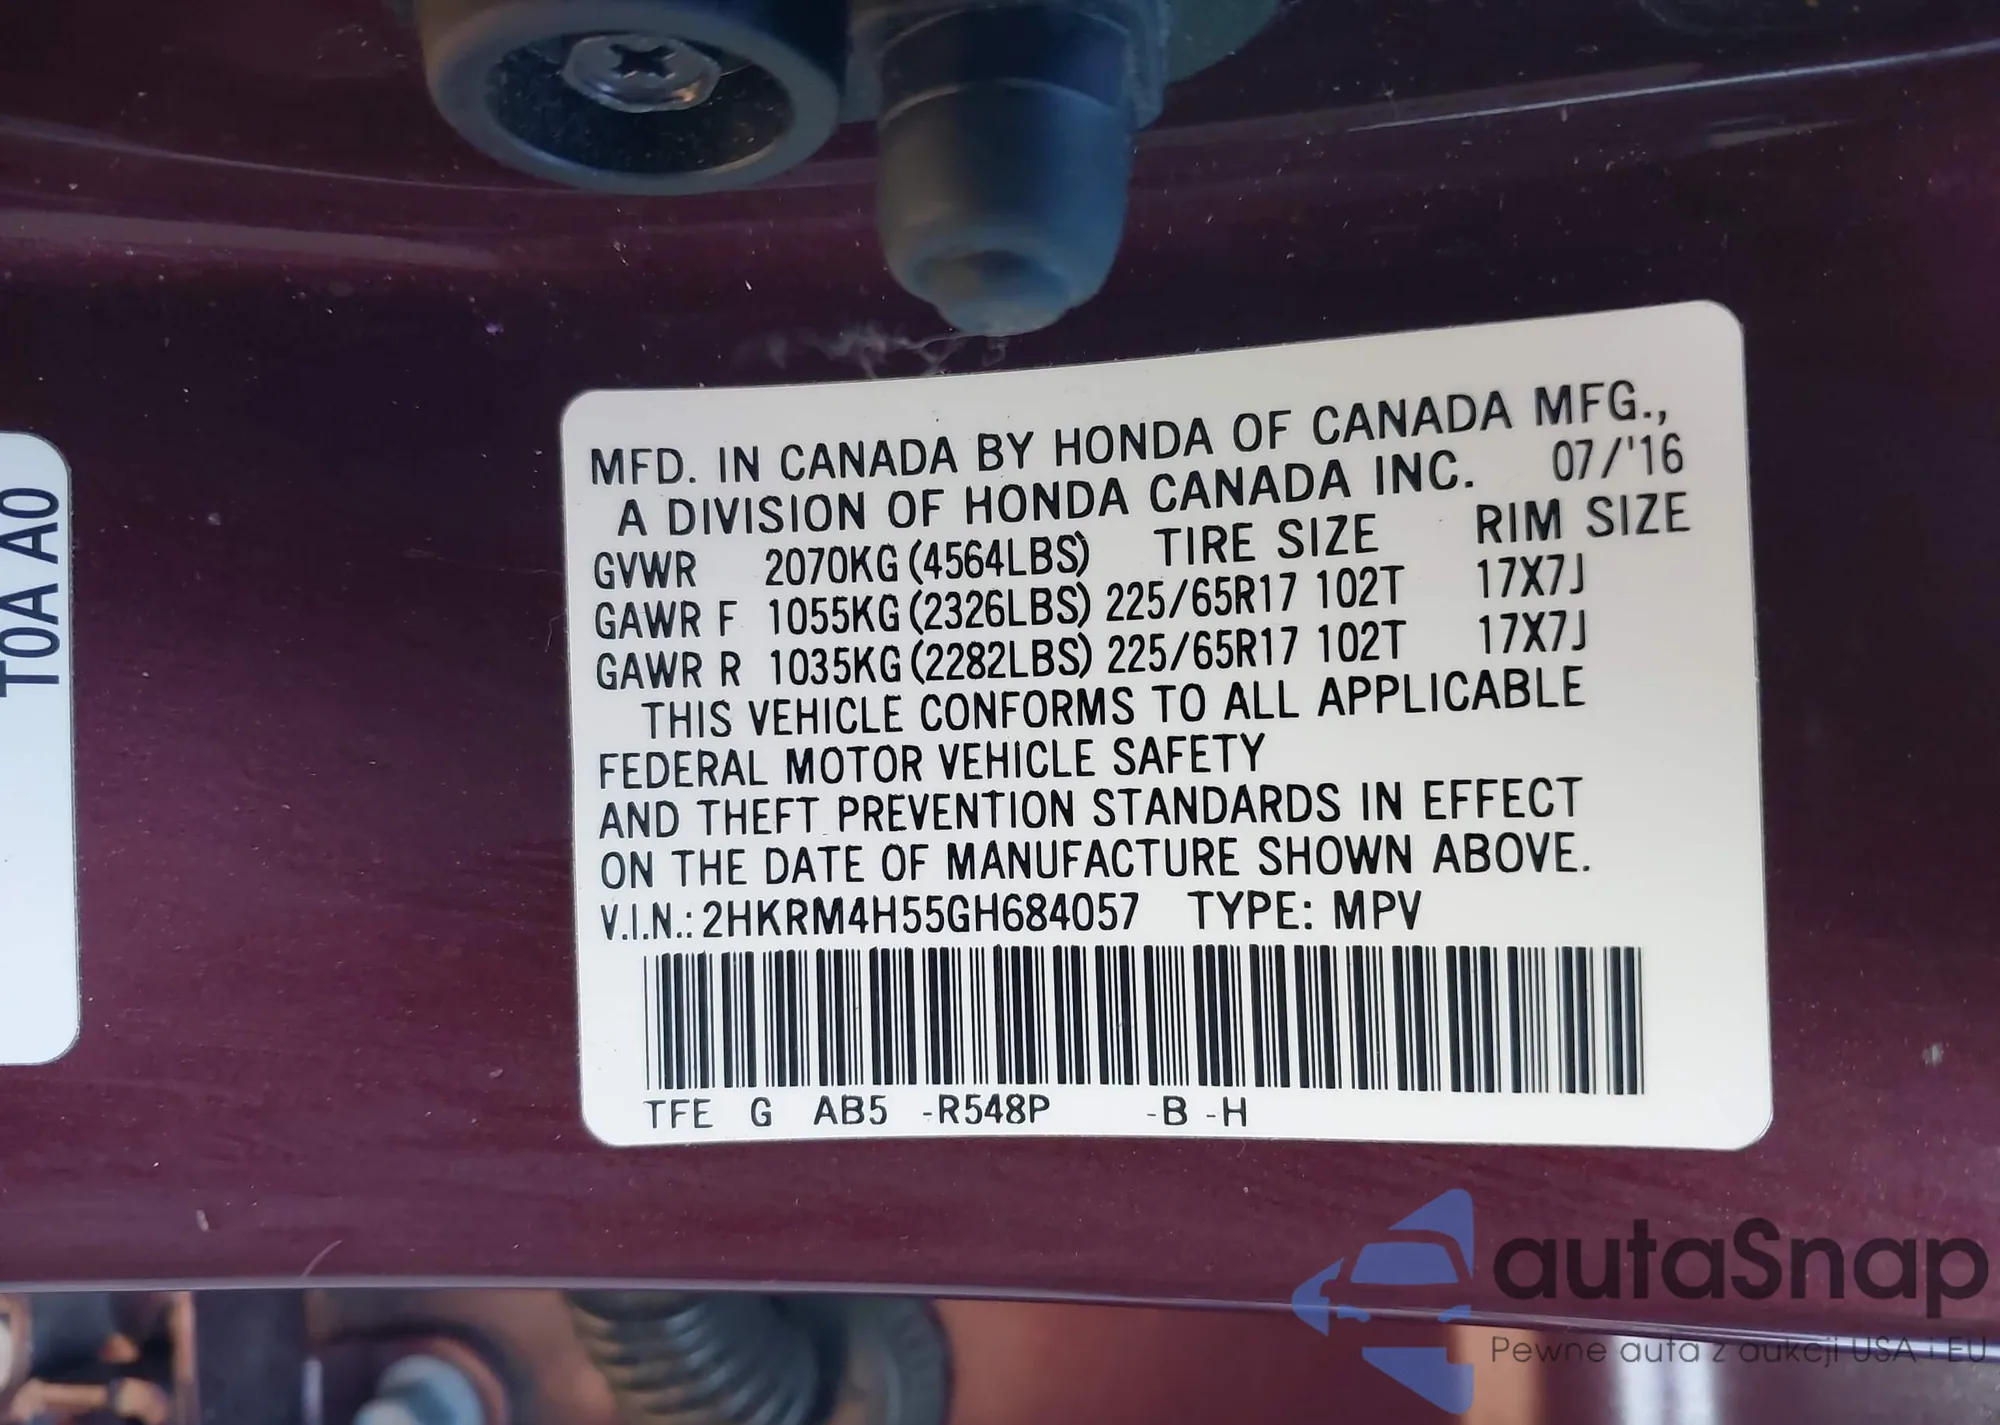 T0A A0
MFD. IN CANADA BY HONDA OF CANADA MFG.,
A DIVISION OF HONDA CANADA INC. 07/'16
GVWR 2070KG (4564LBS) TIRE SIZE RIM SIZE
GAWR F 1055KG (2326LBS) 225/65R17 102T 17X7J
GAWR R 1035KG (2282LBS) 225/65R17 102T 17X7J
THIS VEHICLE CONFORMS TO ALL APPLICABLE
FEDERAL MOTOR VEHICLE SAFETY
AND THEFT PREVENTION STANDARDS IN EFFECT
ON THE DATE OF MANUFACTURE SHOWN ABOVE.
V.I.N.: 2HKRM4H55GH684057 TYPE: MPV
TFE G AB5 -R548P -B -H
autaSnap
Pewne auta z aukcji USA i EU